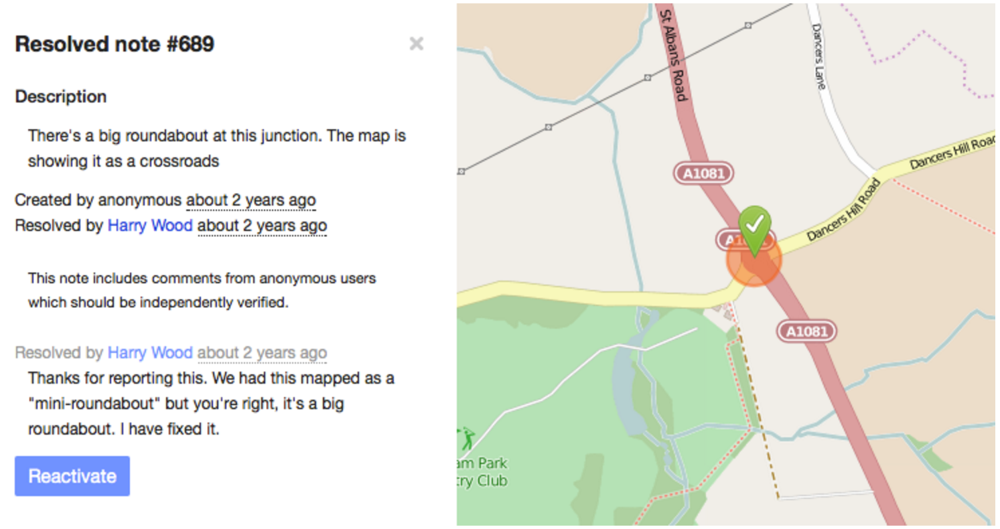 Resolved note #689
Description
There's a big roundabout at this junction. The map is
showing it as a crossroads
Created by anonymous about 2 years ago
Resolved by Harry Wood about 2 years ago
This note includes comments from anonymous users
which should be independently verified.
Resolved by Harry Wood about 2 years ago
Thanks for reporting this. We had this mapped as a
"mini-roundabout" but you're right, it's a big
roundabout. I have fixed it.
Reactivate
St Albans Road
Dancers Lane
Dancers Hill Road
A1081
Dancers Hill Road
A1081
am Park
try Club